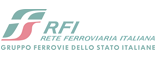 RFI
RETE FERROVIARIA ITALIANA
GRUPPO FERROVIE DELLO STATO ITALIANE